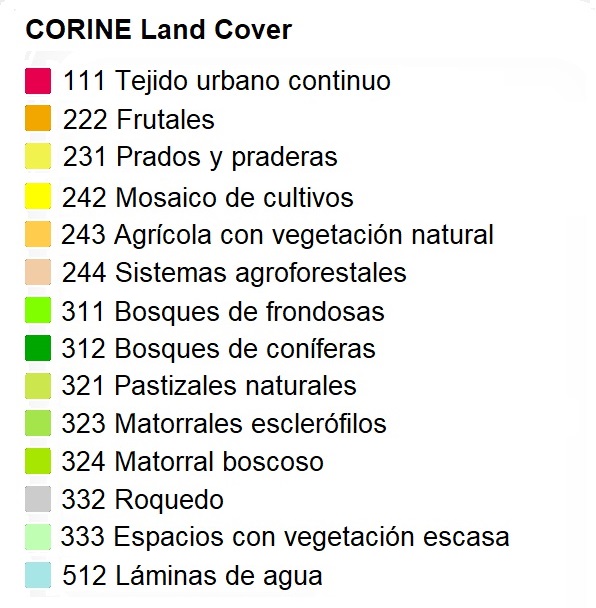 CORINE Land Cover
111 Tejido urbano continuo
222 Frutales
231 Prados y praderas
242 Mosaico de cultivos
243 Agrícola con vegetación natural
244 Sistemas agroforestales
311 Bosques de frondosas
312 Bosques de coníferas
321 Pastizales naturales
323 Matorrales esclerófilos
324 Matorral boscoso
332 Roquedo
333 Espacios con vegetación escasa
512 Láminas de agua